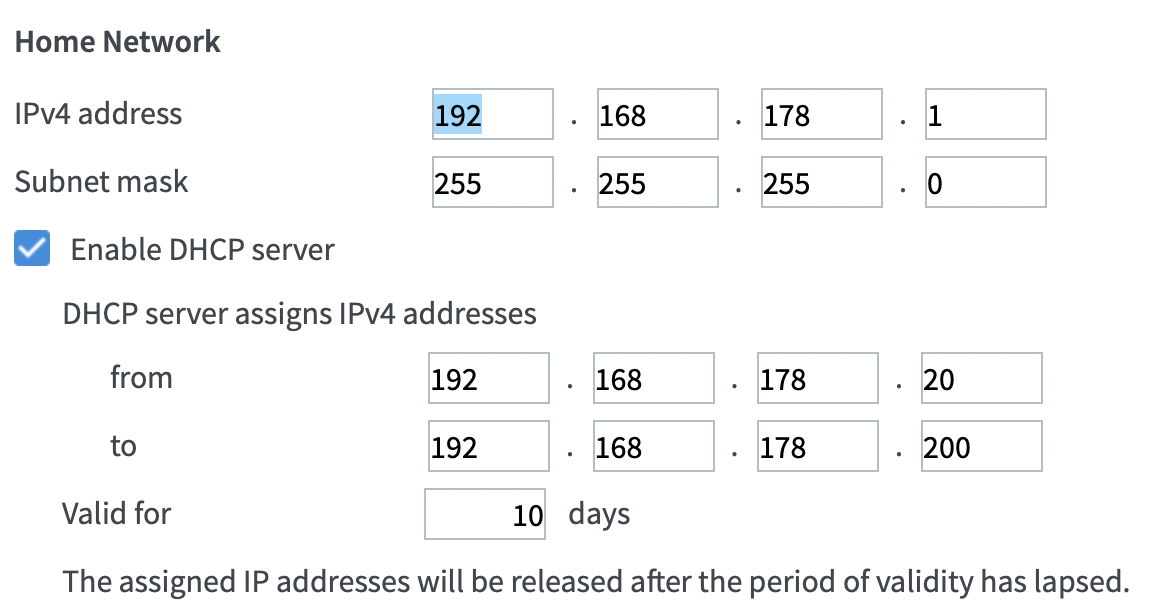 Home Network
IPv4 address 192 . 168 . 178 . 1
Subnet mask 255 . 255 . 255 . 0
Enable DHCP server
DHCP server assigns IPv4 addresses
from 192 . 168 . 178 . 20
to 192 . 168 . 178 . 200
Valid for 10 days
The assigned IP addresses will be released after the period of validity has lapsed.